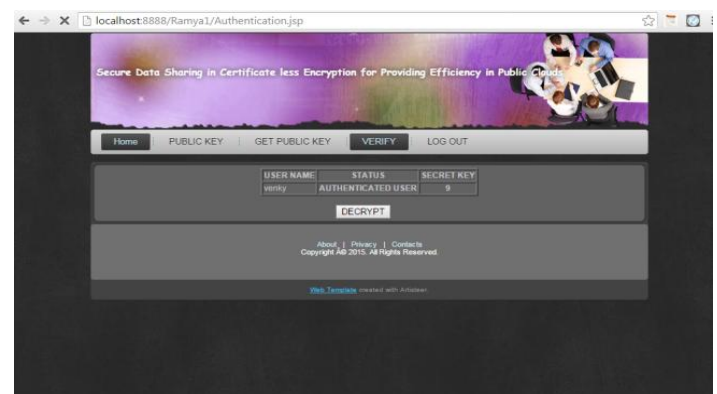 localhost:8888/Ramya1/Authentication.jsp
Secure Data Sharing in Certificate less Encryption for Providing Efficiency in Public Clouds
Home PUBLIC KEY GET PUBLIC KEY VERIFY LOG OUT
USER NAME STATUS SECRET KEY
venky AUTHENTICATED USER 9
DECRYPT
About | Privacy | Contacts
Copyright Â© 2015. All Rights Reserved.
Web Template created with Artisteer.